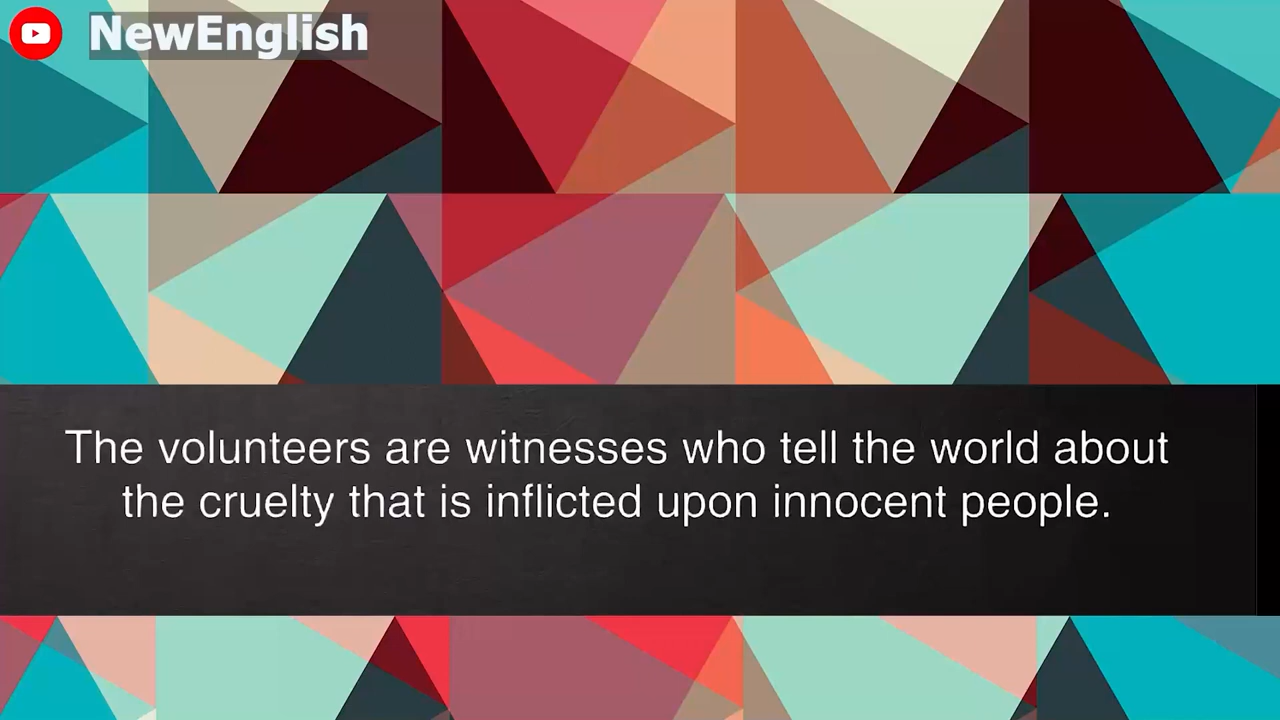 NewEnglish
The volunteers are witnesses who tell the world about
the cruelty that is inflicted upon innocent people.